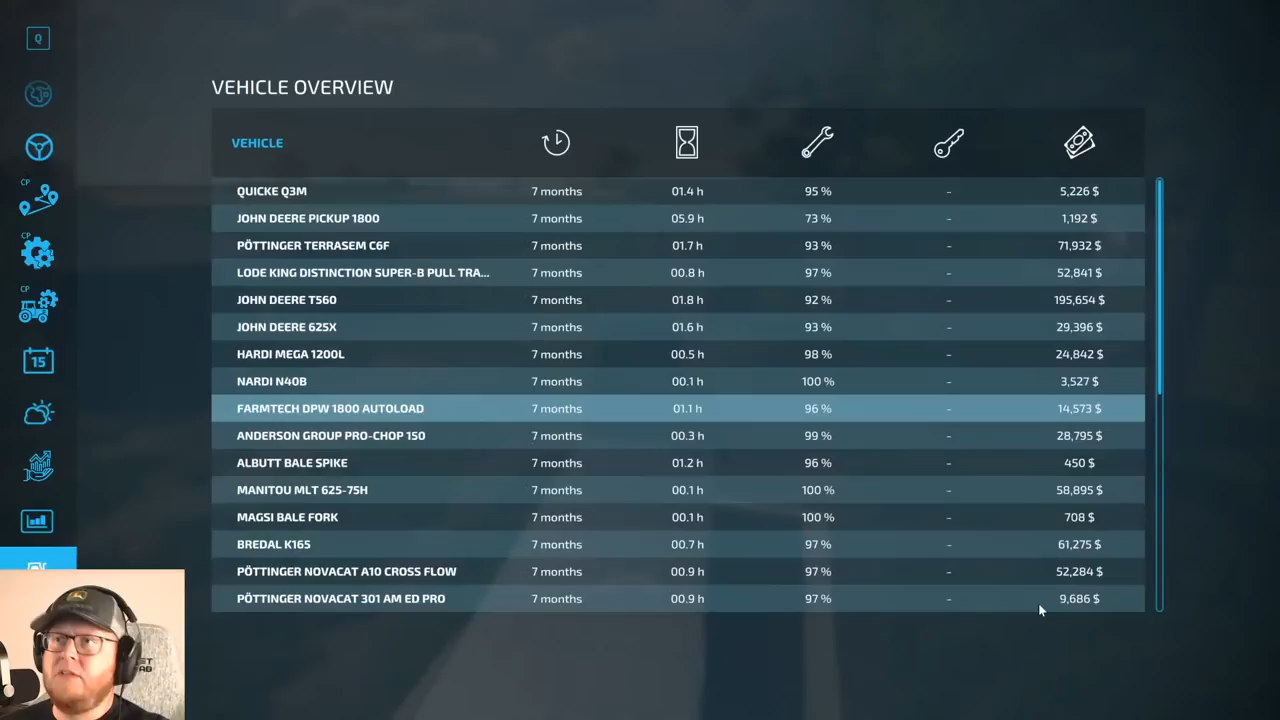 Q
VEHICLE OVERVIEW
VEHICLE
QUICKE Q3M 7 months 01.4 h 95 % - 5,226 $
JOHN DEERE PICKUP 1800 7 months 05.9 h 73 % - 1,192 $
PÖTTINGER TERRASEM C6F 7 months 01.7 h 93 % - 71,932 $
LODE KING DISTINCTION SUPER-B PULL TRA... 7 months 00.8 h 97 % - 52,841 $
JOHN DEERE T560 7 months 01.8 h 92 % - 195,654 $
JOHN DEERE 625X 7 months 01.6 h 93 % - 29,396 $
HARDI MEGA 1200L 7 months 00.5 h 98 % - 24,842 $
NARDI N40B 7 months 00.1 h 100 % - 3,527 $
FARMTECH DPW 1800 AUTOLOAD 7 months 01.1 h 96 % - 14,573 $
ANDERSON GROUP PRO-CHOP 150 7 months 00.3 h 99 % - 28,795 $
ALBUTT BALE SPIKE 7 months 01.2 h 96 % - 450 $
MANITOU MLT 625-75H 7 months 00.1 h 100 % - 58,895 $
MAGSI BALE FORK 7 months 00.1 h 100 % - 708 $
BREDAL K165 7 months 00.7 h 97 % - 61,275 $
PÖTTINGER NOVACAT A10 CROSS FLOW 7 months 00.9 h 97 % - 52,284 $
PÖTTINGER NOVACAT 301 AM ED PRO 7 months 00.9 h 97 % - 9,686 $
CP
CP
CP
15